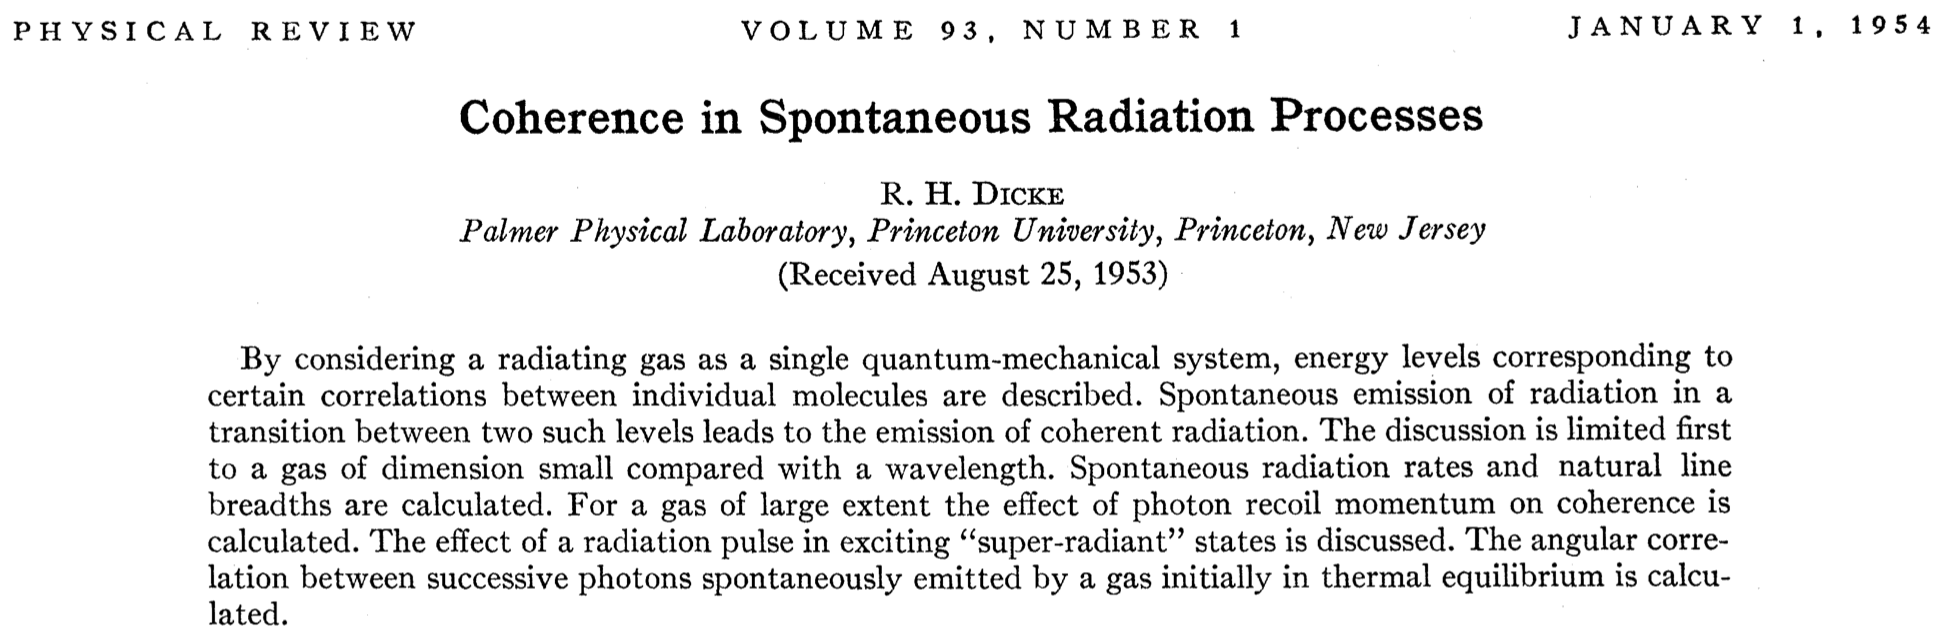 PHYSICAL REVIEW VOLUME 93, NUMBER 1 JANUARY 1, 1954
Coherence in Spontaneous Radiation Processes
R. H. DICKE
Palmer Physical Laboratory, Princeton University, Princeton, New Jersey
(Received August 25, 1953)
By considering a radiating gas as a single quantum-mechanical system, energy levels corresponding to
certain correlations between individual molecules are described. Spontaneous emission of radiation in a
transition between two such levels leads to the emission of coherent radiation. The discussion is limited first
to a gas of dimension small compared with a wavelength. Spontaneous radiation rates and natural line
breadths are calculated. For a gas of large extent the effect of photon recoil momentum on coherence is
calculated. The effect of a radiation pulse in exciting “super-radiant” states is discussed. The angular corre-
lation between successive photons spontaneously emitted by a gas initially in thermal equilibrium is calcu-
lated.